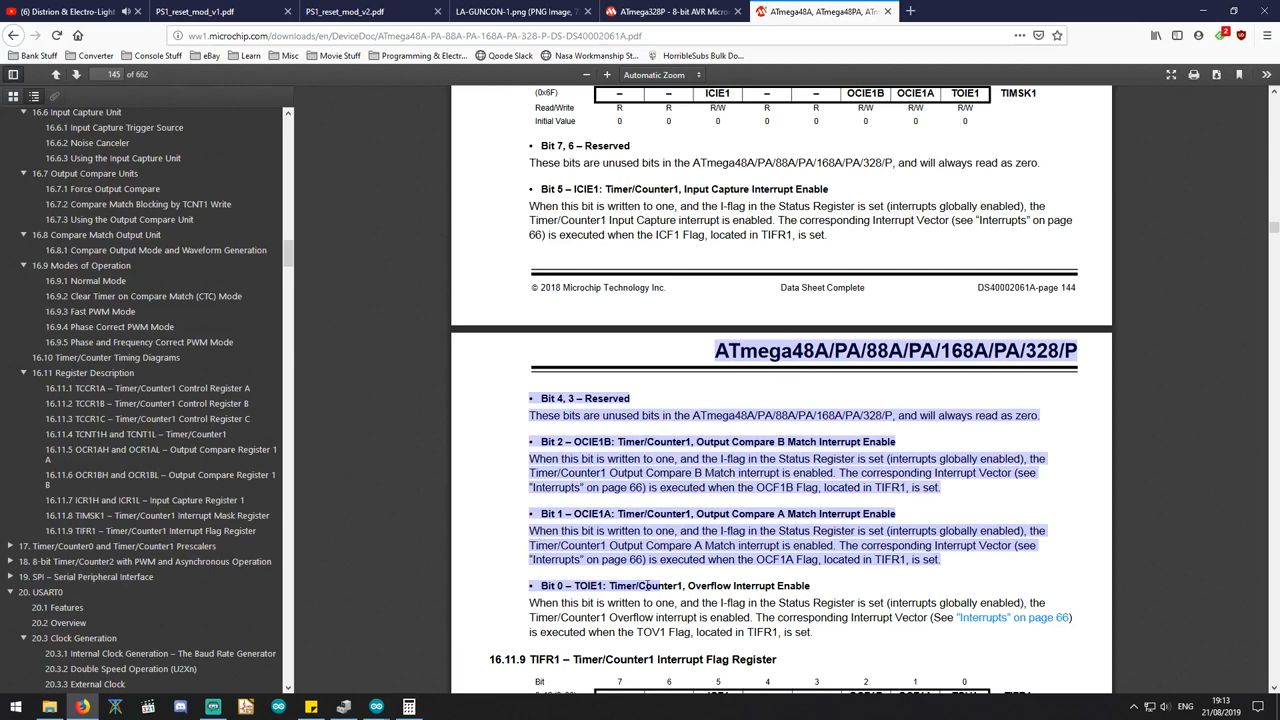 (6) Distrion & Electro-Light
PS1_reset_mod_v1.pdf
PS1_reset_mod_v2.pdf
LA-GUNCON-1.png (PNG Image, 7
ATmega328P - 8-bit AVR Micro
ATmega48A, ATmega48PA, ATm
ww1.microchip.com/downloads/en/DeviceDoc/ATmega48A-PA-88A-PA-168A-PA-328-P-DS-DS40002061A.pdf
2
Bank Stuff
Converter
Console Stuff
eBay
Learn
Misc
Movie Stuff
Programming & Electr...
Qoode Slack
Nasa Workmanship St...
HorribleSubs Bulk Do...
145 of 662
Automatic Zoom
16.6 Input Capture Unit
16.6.1 Input Capture Trigger Source
16.6.2 Noise Canceler
16.6.3 Using the Input Capture Unit
16.7 Output Compare Units
16.7.1 Force Output Compare
16.7.2 Compare Match Blocking by TCNT1 Write
16.7.3 Using the Output Compare Unit
16.8 Compare Match Output Unit
16.8.1 Compare Output Mode and Waveform Generation
16.9 Modes of Operation
16.9.1 Normal Mode
16.9.2 Clear Timer on Compare Match (CTC) Mode
16.9.3 Fast PWM Mode
16.9.4 Phase Correct PWM Mode
16.9.5 Phase and Frequency Correct PWM Mode
16.10 Timer/Counter Timing Diagrams
16.11 Register Description
16.11.1 TCCR1A – Timer/Counter1 Control Register A
16.11.2 TCCR1B – Timer/Counter1 Control Register B
16.11.3 TCCR1C – Timer/Counter1 Control Register C
16.11.4 TCNT1H and TCNT1L – Timer/Counter1
16.11.5 OCR1AH and OCR1AL – Output Compare Register 1
A
16.11.6 OCR1BH and OCR1BL – Output Compare Register 1
B
16.11.7 ICR1H and ICR1L – Input Capture Register 1
16.11.8 TIMSK1 – Timer/Counter1 Interrupt Mask Register
16.11.9 TIFR1 – Timer/Counter1 Interrupt Flag Register
17. Timer/Counter0 and Timer/Counter1 Prescalers
18. 8-bit Timer/Counter2 with PWM and Asynchronous Operation
19. SPI – Serial Peripheral Interface
20. USART0
20.1 Features
20.2 Overview
20.3 Clock Generation
20.3.1 Internal Clock Generation – The Baud Rate Generator
20.3.2 Double Speed Operation (U2Xn)
20.3.3 External Clock
(0x6F) – – ICIE1 – – OCIE1B OCIE1A TOIE1 TIMSK1
Read/Write R R R/W R R R/W R/W R/W
Initial Value 0 0 0 0 0 0 0 0
• Bit 7, 6 – Reserved
These bits are unused bits in the ATmega48A/PA/88A/PA/168A/PA/328/P, and will always read as zero.
• Bit 5 – ICIE1: Timer/Counter1, Input Capture Interrupt Enable
When this bit is written to one, and the I-flag in the Status Register is set (interrupts globally enabled), the
Timer/Counter1 Input Capture interrupt is enabled. The corresponding Interrupt Vector (see “Interrupts” on page
66) is executed when the ICF1 Flag, located in TIFR1, is set.
© 2018 Microchip Technology Inc.
Data Sheet Complete
DS40002061A-page 144
ATmega48A/PA/88A/PA/168A/PA/328/P
• Bit 4, 3 – Reserved
These bits are unused bits in the ATmega48A/PA/88A/PA/168A/PA/328/P, and will always read as zero.
• Bit 2 – OCIE1B: Timer/Counter1, Output Compare B Match Interrupt Enable
When this bit is written to one, and the I-flag in the Status Register is set (interrupts globally enabled), the
Timer/Counter1 Output Compare B Match interrupt is enabled. The corresponding Interrupt Vector (see
“Interrupts” on page 66) is executed when the OCF1B Flag, located in TIFR1, is set.
• Bit 1 – OCIE1A: Timer/Counter1, Output Compare A Match Interrupt Enable
When this bit is written to one, and the I-flag in the Status Register is set (interrupts globally enabled), the
Timer/Counter1 Output Compare A Match interrupt is enabled. The corresponding Interrupt Vector (see
“Interrupts” on page 66) is executed when the OCF1A Flag, located in TIFR1, is set.
• Bit 0 – TOIE1: Timer/Counter1, Overflow Interrupt Enable
When this bit is written to one, and the I-flag in the Status Register is set (interrupts globally enabled), the
Timer/Counter1 Overflow interrupt is enabled. The corresponding Interrupt Vector (See “Interrupts” on page 66)
is executed when the TOV1 Flag, located in TIFR1, is set.
16.11.9 TIFR1 – Timer/Counter1 Interrupt Flag Register
Bit 7 6 5 4 3 2 1 0
ENG
19:13
21/08/2019